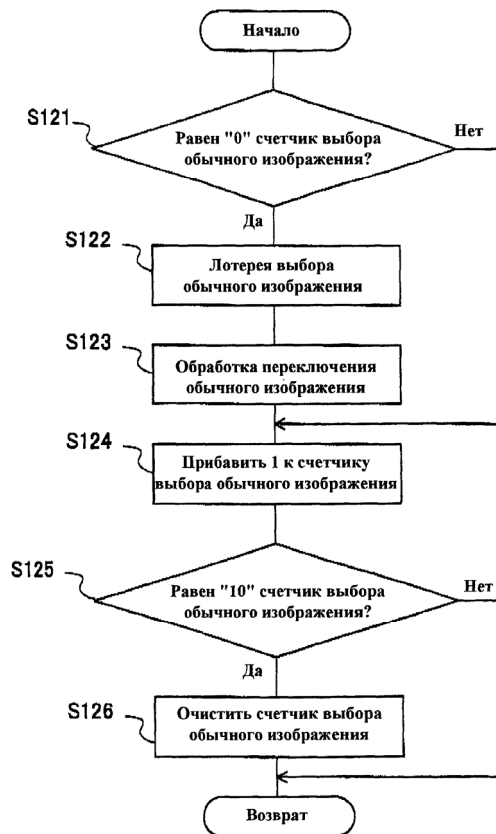 Начало
S121
Равен "0" счетчик выбора
обычного изображения?
Нет
Да
S122
Лотерея выбора
обычного изображения
S123
Обработка переключения
обычного изображения
S124
Прибавить 1 к счетчику
выбора обычного изображения
S125
Равен "10" счетчик выбора
обычного изображения?
Нет
Да
S126
Очистить счетчик выбора
обычного изображения
Возврат